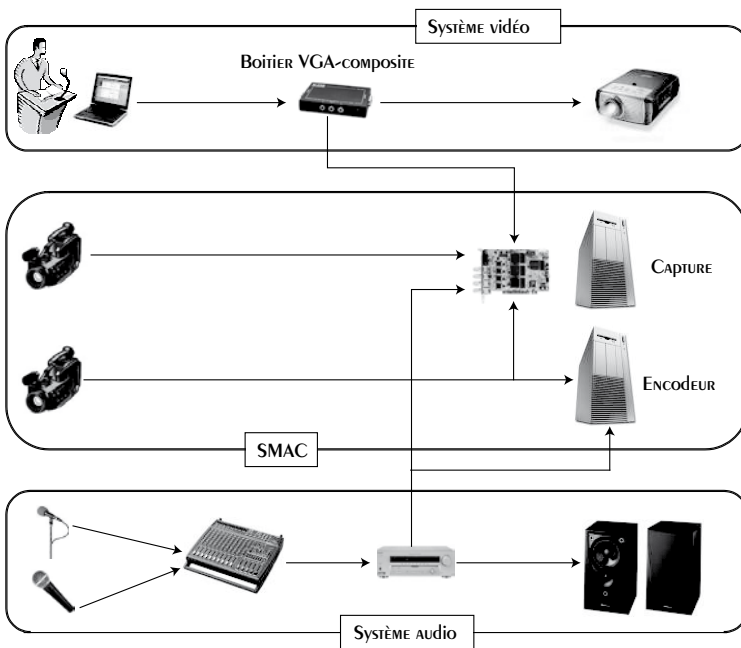 Système vidéo
Boitier VGA-composite
Capture
Encodeur
SMAC
Système audio